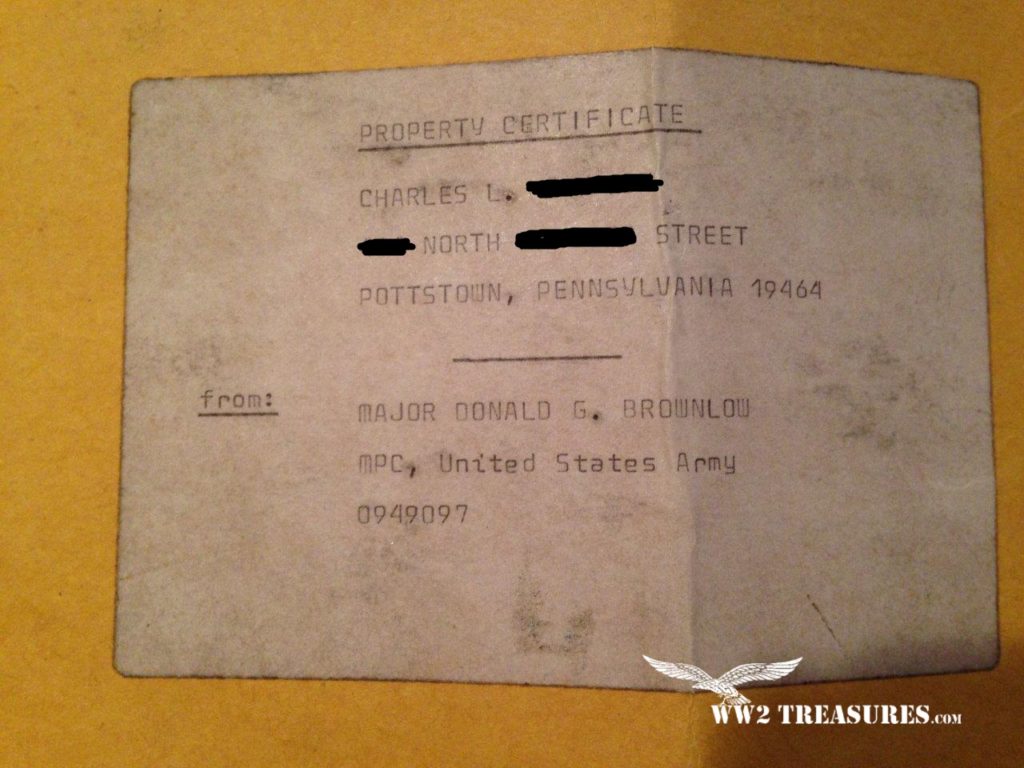 PROPERTY CERTIFICATE
CHARLES L.
NORTH STREET
POTTSTOWN, PENNSYLVANIA 19464
from: MAJOR DONALD G. BROWNLOW
MPC, United States Army
0949097
WW2 TREASURES.com